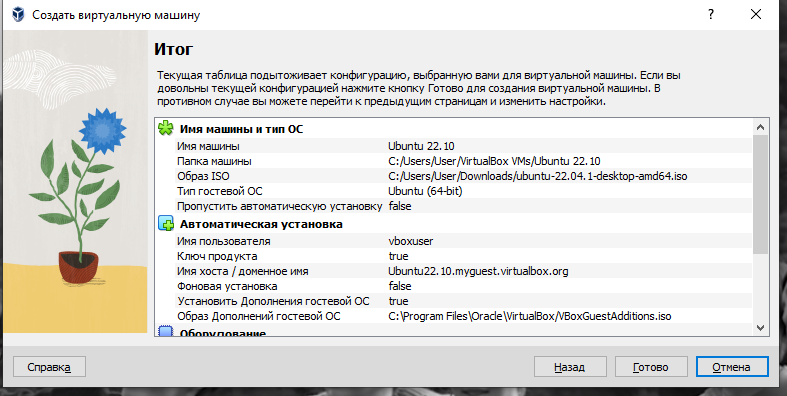 Создать виртуальную машину
?
Итог
Текущая таблица подытоживает конфигурацию, выбранную вами для виртуальной машины. Если вы
довольны текущей конфигурацией нажмите кнопку Готово для создания виртуальной машины. В
противном случае вы можете перейти к предыдущим страницам и изменить настройки.
Имя машины и тип ОС
Имя машины Ubuntu 22.10
Папка машины C:/Users/User/VirtualBox VMs/Ubuntu 22.10
Образ ISO C:/Users/User/Downloads/ubuntu-22.04.1-desktop-amd64.iso
Тип гостевой ОС Ubuntu (64-bit)
Пропустить автоматическую установку false
Автоматическая установка
Имя пользователя vboxuser
Ключ продукта true
Имя хоста / доменное имя Ubuntu22.10.myguest.virtualbox.org
Фоновая установка false
Установить Дополнения гостевой ОС true
Образ Дополнений гостевой ОС C:\Program Files\Oracle\VirtualBox/VBoxGuestAdditions.iso
Оборудование
Справка Назад Готово Отмена